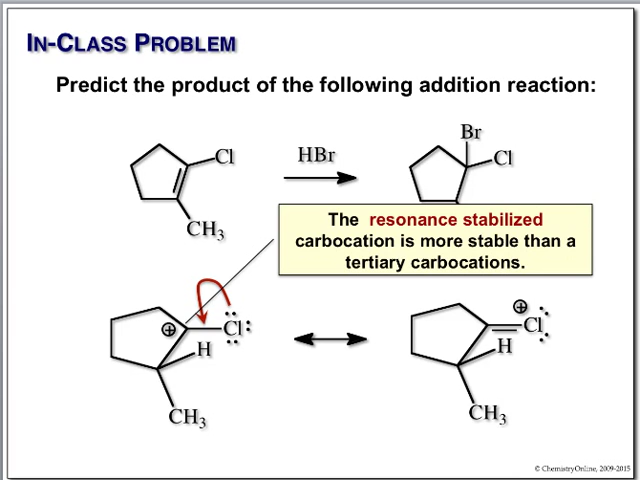 IN-CLASS PROBLEM
Predict the product of the following addition reaction:
Br
Cl HBr Cl
CH₃
The resonance stabilized
carbocation is more stable than a
tertiary carbocations.
⊕ Cl: ⊕ Cl
H H
CH₃ CH₃
© ChemistryOnline, 2009-2015